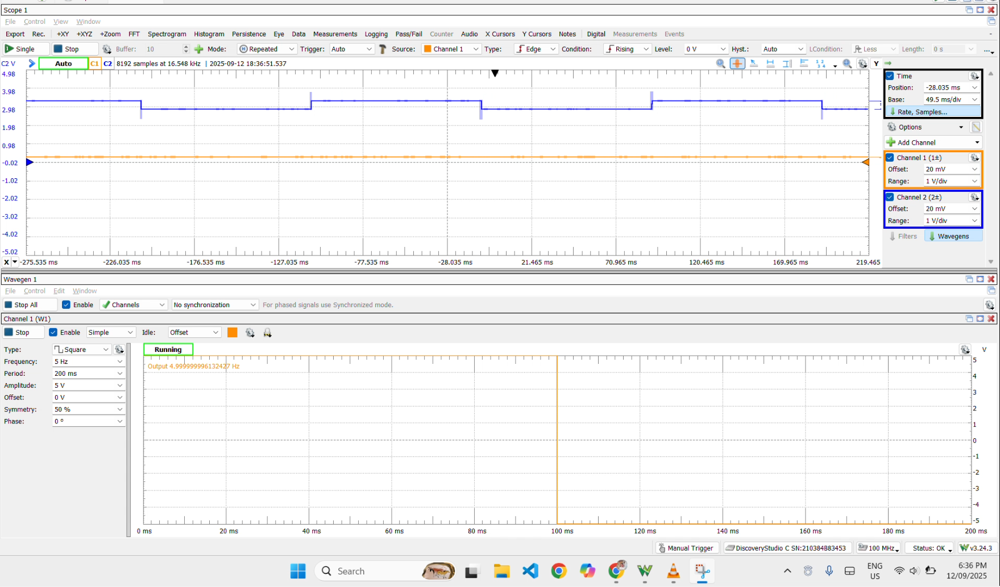 Scope 1
File Control View Window
Export Rec. +XY +XYZ +Zoom FFT Spectrogram Histogram Persistence Eye Data Measurements Logging Pass/Fail Counter Audio X Cursors Y Cursors Notes Digital Measurements Events
Single Stop Buffer: 10 Mode: Repeated Trigger: Auto Source: Channel 1 Type: Edge Condition: Rising Level: 0 V Hyst.: Auto LCondition: Less Length: 0 s ...
C2 V Auto C1 C2 8192 samples at 16.548 kHz | 2025-09-12 18:36:51.537 Y
4.98
3.98
2.98
1.98
0.98
-0.02
-1.02
-2.02
-3.02
-4.02
-5.02
X -275.535 ms -226.035 ms -176.535 ms -127.035 ms -77.535 ms -28.035 ms 21.465 ms 70.965 ms 120.465 ms 169.965 ms 219.465
Time
Position: -28.035 ms
Base: 49.5 ms/div
Rate, Samples...
Options
Add Channel
Channel 1 (1±)
Offset: 20 mV
Range: 1 V/div
Channel 2 (2±)
Offset: 20 mV
Range: 1 V/div
Filters Wavegens
Wavegen 1
File Control Edit Window
Stop All Enable Channels No synchronization For phased signals use Synchronized mode.
Channel 1 (W1)
Stop Enable Simple Idle: Offset
Type: Square
Frequency: 5 Hz
Period: 200 ms
Amplitude: 5 V
Offset: 0 V
Symmetry: 50 %
Phase: 0 º
Running V
Output 4.999999996132427 Hz
5
4
3
2
1
0
-1
-2
-3
-4
-5
0 ms 20 ms 40 ms 60 ms 80 ms 100 ms 120 ms 140 ms 160 ms 180 ms 200 ms
Manual Trigger DiscoveryStudio C SN:210384B83453 100 MHz Status: OK v3.24.3
Search
ENG
US
6:36 PM
12/09/2025